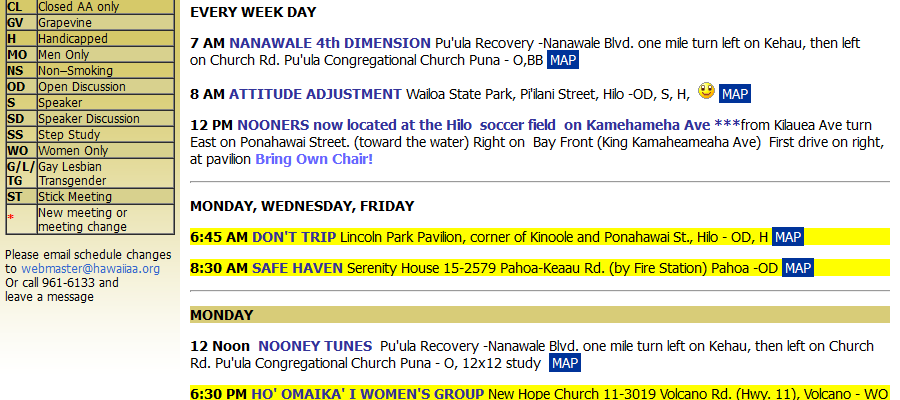 CL Closed AA only
GV Grapevine
H Handicapped
MO Men Only
NS Non–Smoking
OD Open Discussion
S Speaker
SD Speaker Discussion
SS Step Study
WO Women Only
G/L/ Gay Lesbian
TG Transgender
ST Stick Meeting
* New meeting or
meeting change
Please email schedule changes
to webmaster@hawaiiaa.org
Or call 961-6133 and
leave a message
EVERY WEEK DAY
7 AM NANAWALE 4th DIMENSION Pu'ula Recovery -Nanawale Blvd. one mile turn left on Kehau, then left
on Church Rd. Pu'ula Congregational Church Puna - O,BB MAP
8 AM ATTITUDE ADJUSTMENT Wailoa State Park, Pi'ilani Street, Hilo -OD, S, H, MAP
12 PM NOONERS now located at the Hilo soccer field on Kamehameha Ave ***from Kilauea Ave turn
East on Ponahawai Street. (toward the water) Right on Bay Front (King Kamaheameaha Ave) First drive on right,
at pavilion Bring Own Chair!
MONDAY, WEDNESDAY, FRIDAY
6:45 AM DON'T TRIP Lincoln Park Pavilion, corner of Kinoole and Ponahawai St., Hilo - OD, H MAP
8:30 AM SAFE HAVEN Serenity House 15-2579 Pahoa-Keaau Rd. (by Fire Station) Pahoa -OD MAP
MONDAY
12 Noon NOONEY TUNES Pu'ula Recovery -Nanawale Blvd. one mile turn left on Kehau, then left on Church
Rd. Pu'ula Congregational Church Puna - O, 12x12 study MAP
6:30 PM HO' OMAIKA' I WOMEN'S GROUP New Hope Church 11-3019 Volcano Rd. (Hwy. 11), Volcano - WO